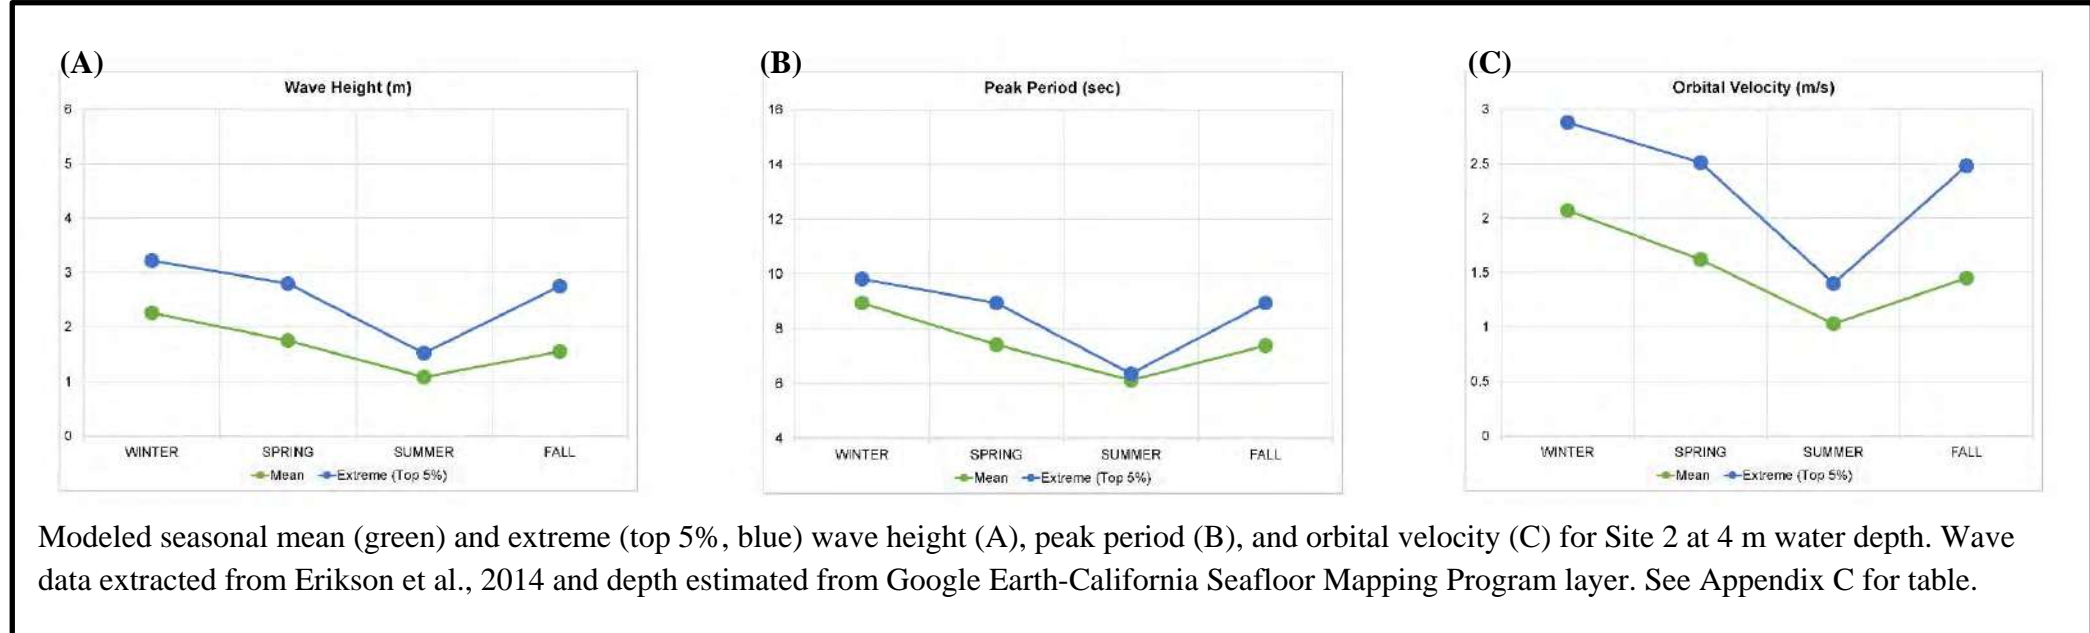 (A)
Wave Height (m)
6
5
4
3
2
1
0
WINTER SPRING SUMMER FALL
Mean Extreme (Top 5%)
(B)
Peak Period (sec)
16
14
12
10
8
6
4
WINTER SPRING SUMMER FALL
Mean Extreme (Top 5%)
(C)
Orbital Velocity (m/s)
3
2.5
2
1.5
1
0.5
0
WINTER SPRING SUMMER FALL
Mean Extreme (Top 5%)
Modeled seasonal mean (green) and extreme (top 5%, blue) wave height (A), peak period (B), and orbital velocity (C) for Site 2 at 4 m water depth. Wave
data extracted from Erikson et al., 2014 and depth estimated from Google Earth-California Seafloor Mapping Program layer. See Appendix C for table.